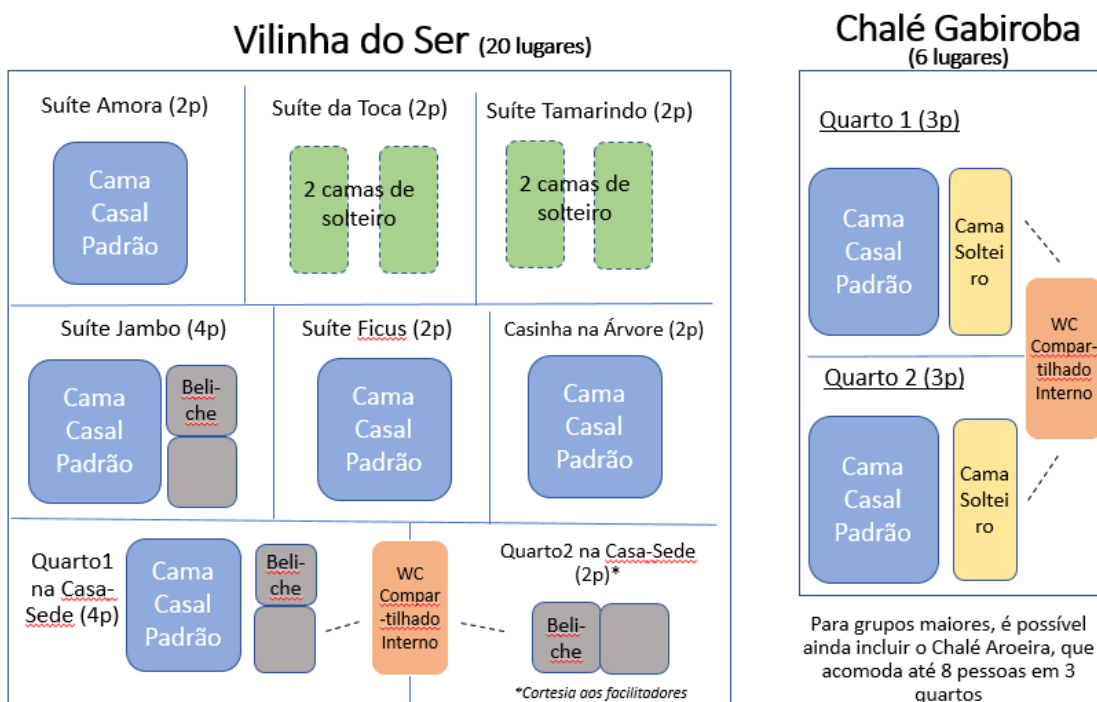 Vilinha do Ser (20 lugares)
Suíte Amora (2p)
Cama
Casal
Padrão
Suíte da Toca (2p)
2 camas de
solteiro
Suíte Tamarindo (2p)
2 camas de
solteiro
Suíte Jambo (4p)
Cama
Casal
Padrão
Beli-
che
Suíte Ficus (2p)
Cama
Casal
Padrão
Casinha na Árvore (2p)
Cama
Casal
Padrão
Quarto1
na Casa-
Sede (4p)
Cama
Casal
Padrão
Beli-
che
WC
Compar
-tilhado
Interno
Quarto2 na Casa-Sede
(2p)*
Beli-
che
*Cortesia aos facilitadores
Chalé Gabiroba
(6 lugares)
Quarto 1 (3p)
Cama
Casal
Padrão
Cama
Soltei
ro
WC
Compar-
tilhado
Interno
Quarto 2 (3p)
Cama
Casal
Padrão
Cama
Soltei
ro
Para grupos maiores, é possível
ainda incluir o Chalé Aroeira, que
acomoda até 8 pessoas em 3
quartos